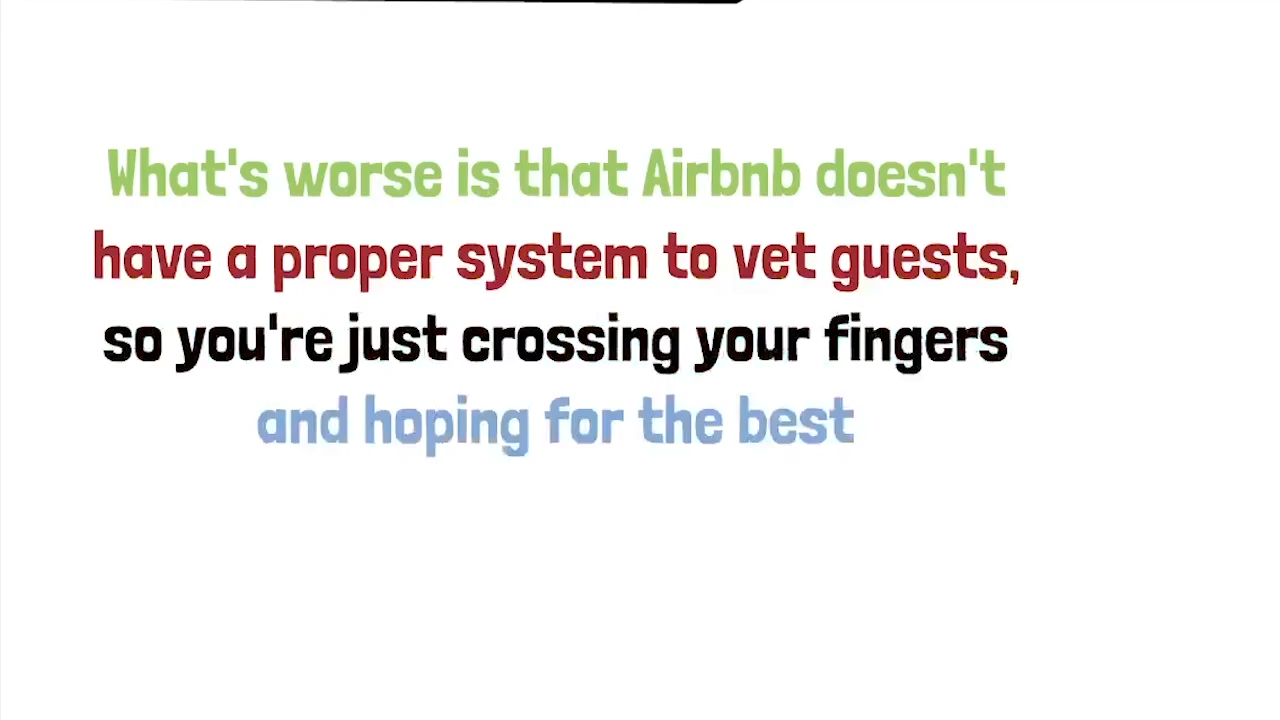 What's worse is that Airbnb doesn't
have a proper system to vet guests,
so you're just crossing your fingers
and hoping for the best